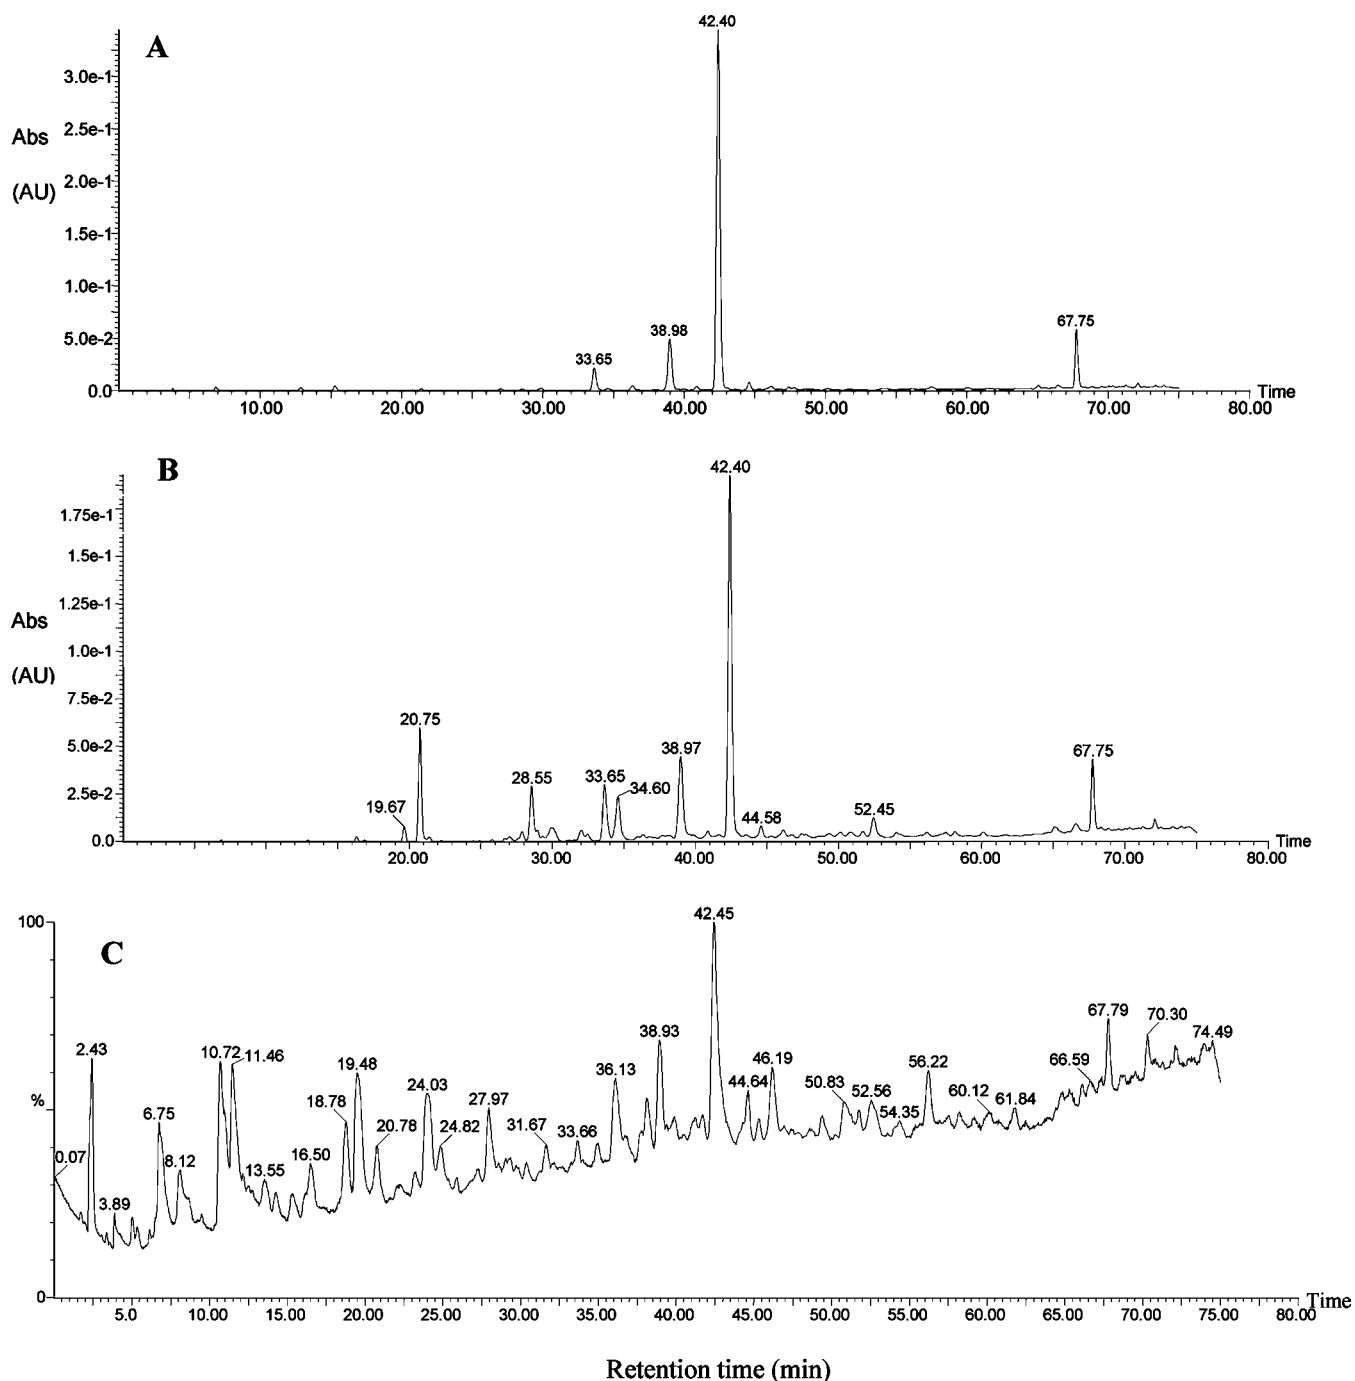 42.40
A
3.0e-1
2.5e-1
Abs
2.0e-1
(AU)
1.5e-1
1.0e-1
67.75
38.98
5.0e-2
33.65
0.0
Time
10.00 20.00 30.00 40.00 50.00 60.00 70.00 80.00
B
42.40
1.75e-1
1.5e-1
1.25e-1
Abs
1.0e-1
(AU)
7.5e-2
20.75
5.0e-2
38.97
67.75
28.55 33.65
34.60
2.5e-2
19.67
44.58
52.45
0.0
Time
20.00 30.00 40.00 50.00 60.00 70.00 80.00
42.45
100
C
2.43
10.72 11.46
38.93
67.79 70.30
74.49
19.48
36.13
46.19
56.22
66.59
%
24.03
27.97
44.64
50.83
52.56
60.12
61.84
6.75
18.78
54.35
20.78
24.82
31.67
33.66
0.07
8.12
13.55
16.50
3.89
0
Time
5.0 10.00 15.00 20.00 25.00 30.00 35.00 40.00 45.00 50.00 55.00 60.00 65.00 70.00 75.00 80.00
Retention time (min)